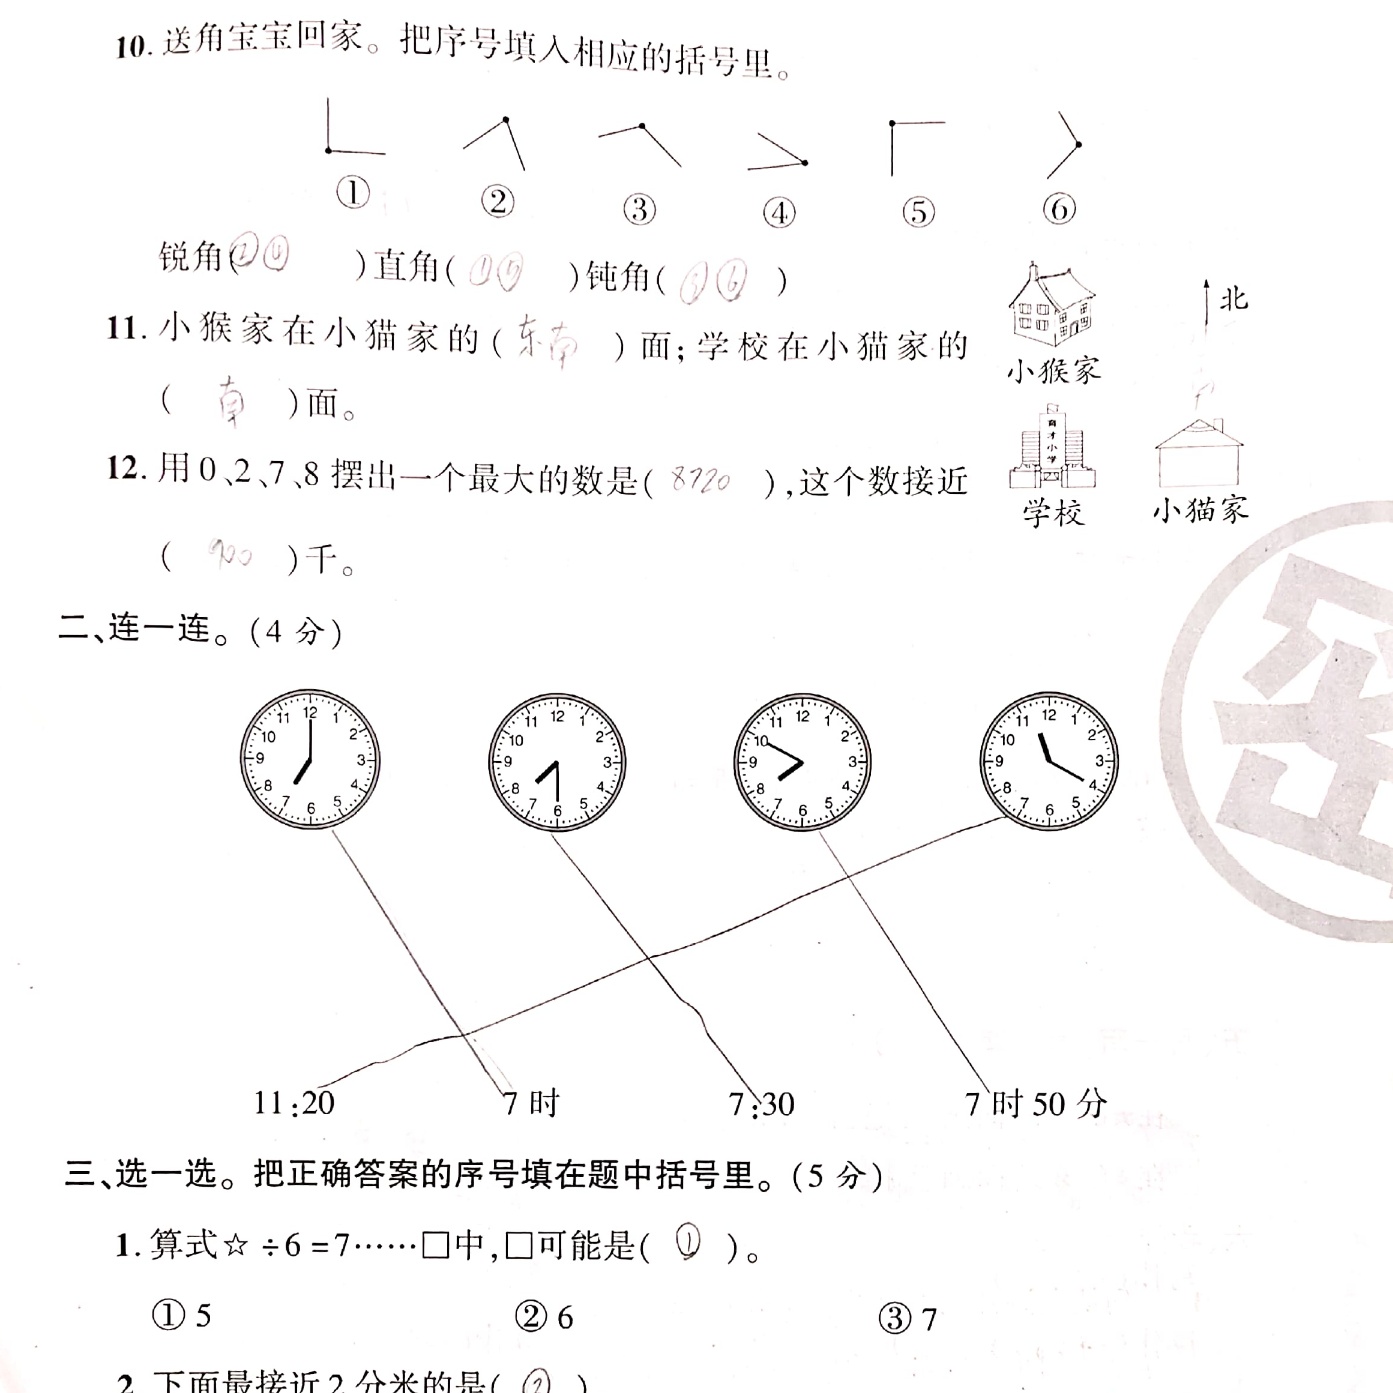 10. 送角宝宝回家。把序号填入相应的括号里。
① ② ③ ④ ⑤ ⑥
锐角(②④ )直角(①⑤ )钝角(③⑥ )
北
11. 小猴家在小猫家的(东南 )面;学校在小猫家的
小猴家
( 南 )面。
育才小学
12. 用0、2、7、8摆出一个最大的数是( 8720 ),这个数接近
学校 小猫家
( 900 )千。
密
二、连一连。(4 分)
12 1 2 3 4 5 6 7 8 9 10 11
12 1 2 3 4 5 6 7 8 9 10 11
12 1 2 3 4 5 6 7 8 9 10 11
12 1 2 3 4 5 6 7 8 9 10 11
11:20 7 时 7:30 7 时 50 分
三、选一选。把正确答案的序号填在题中括号里。(5 分)
1. 算式☆÷6=7……□中,□可能是( ① )。
① 5 ② 6 ③ 7
2. 下面最接近 2 分米的是( ② )